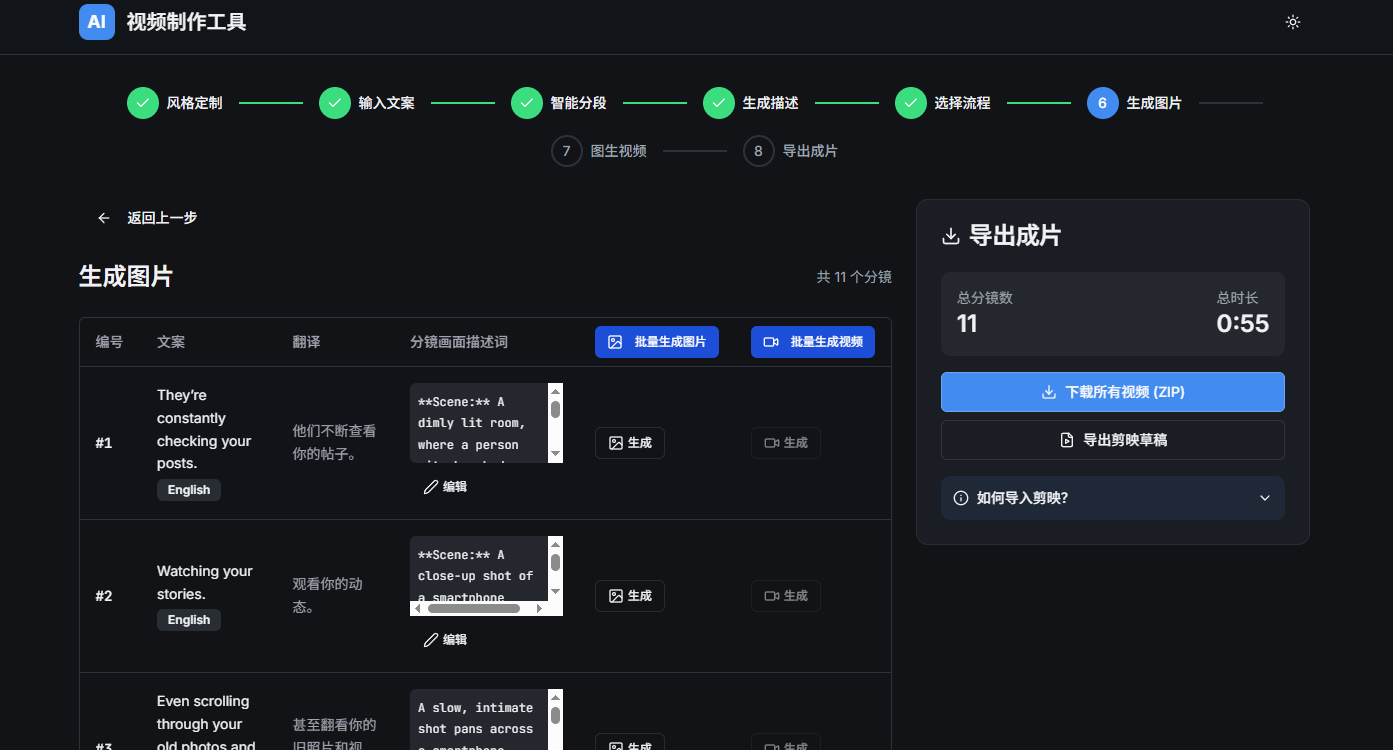 AI 视频制作工具
风格定制 输入文案 智能分段 生成描述 选择流程 6 生成图片
7 图生视频 8 导出成片
返回上一步
生成图片
共 11 个分镜
编号 文案 翻译 分镜画面描述词 批量生成图片 批量生成视频
#1
They're
constantly
checking your
posts.
English
他们不断查看
你的帖子。
**Scene:** A
dimly lit room,
where a person
编辑
生成
生成
#2
Watching your
stories.
English
观看你的动
态。
**Scene:** A
close-up shot of
a smartphone
编辑
生成
生成
#3
Even scrolling
through your
old photos and
甚至翻看你的
旧照片和视
A slow, intimate
shot pans across
a smartphone
生成
生成
导出成片
总分镜数
11
总时长
0:55
下载所有视频 (ZIP)
导出剪映草稿
如何导入剪映?